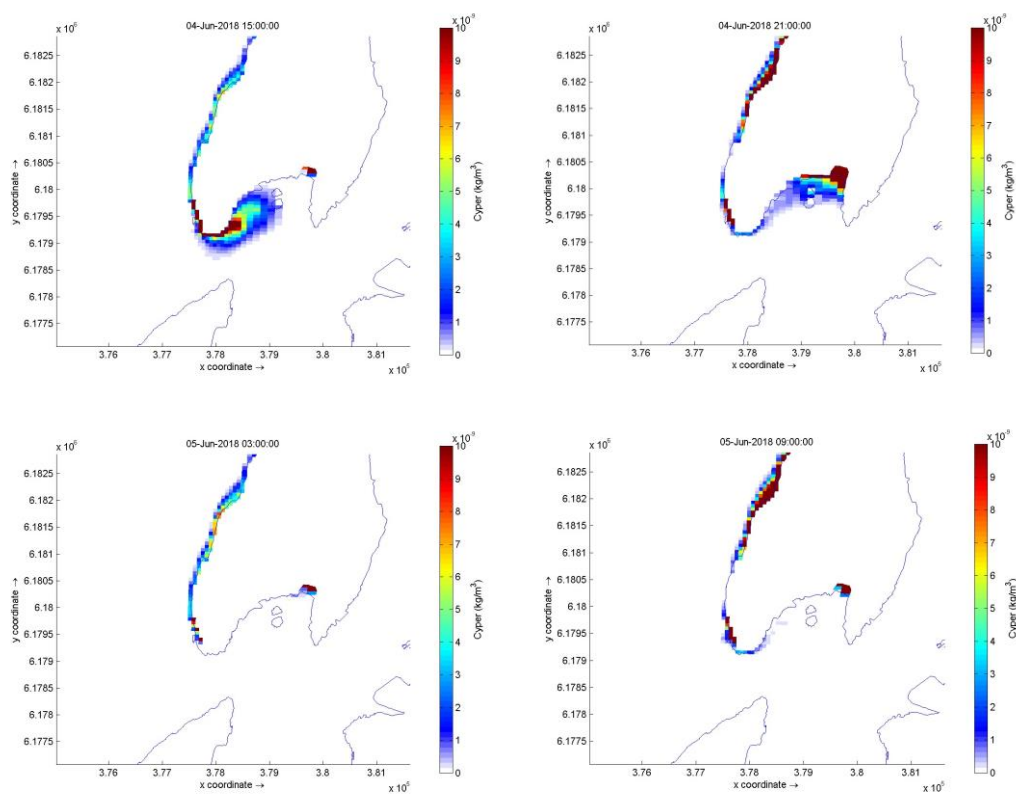 04-Jun-2018 15:00:00
x 10⁶
6.1825
6.182
6.1815
6.181
6.1805
6.18
6.1795
6.179
6.1785
6.178
6.1775
y coordinate →
3.76 3.77 3.78 3.79 3.8 3.81
x coordinate →
x 10⁵
x 10⁻⁹
10
9
8
7
6
5
4
3
2
1
0
Cyper (kg/m³)
04-Jun-2018 21:00:00
x 10⁶
6.1825
6.182
6.1815
6.181
6.1805
6.18
6.1795
6.179
6.1785
6.178
6.1775
y coordinate →
3.76 3.77 3.78 3.79 3.8 3.81
x coordinate →
x 10⁵
x 10⁻⁹
10
9
8
7
6
5
4
3
2
1
0
Cyper (kg/m³)
05-Jun-2018 03:00:00
x 10⁶
6.1825
6.182
6.1815
6.181
6.1805
6.18
6.1795
6.179
6.1785
6.178
6.1775
y coordinate →
3.76 3.77 3.78 3.79 3.8 3.81
x coordinate →
x 10⁵
x 10⁻⁹
10
9
8
7
6
5
4
3
2
1
0
Cyper (kg/m³)
05-Jun-2018 09:00:00
x 10⁶
6.1825
6.182
6.1815
6.181
6.1805
6.18
6.1795
6.179
6.1785
6.178
6.1775
y coordinate →
3.76 3.77 3.78 3.79 3.8 3.81
x coordinate →
x 10⁵
x 10⁻⁹
10
9
8
7
6
5
4
3
2
1
0
Cyper (kg/m³)